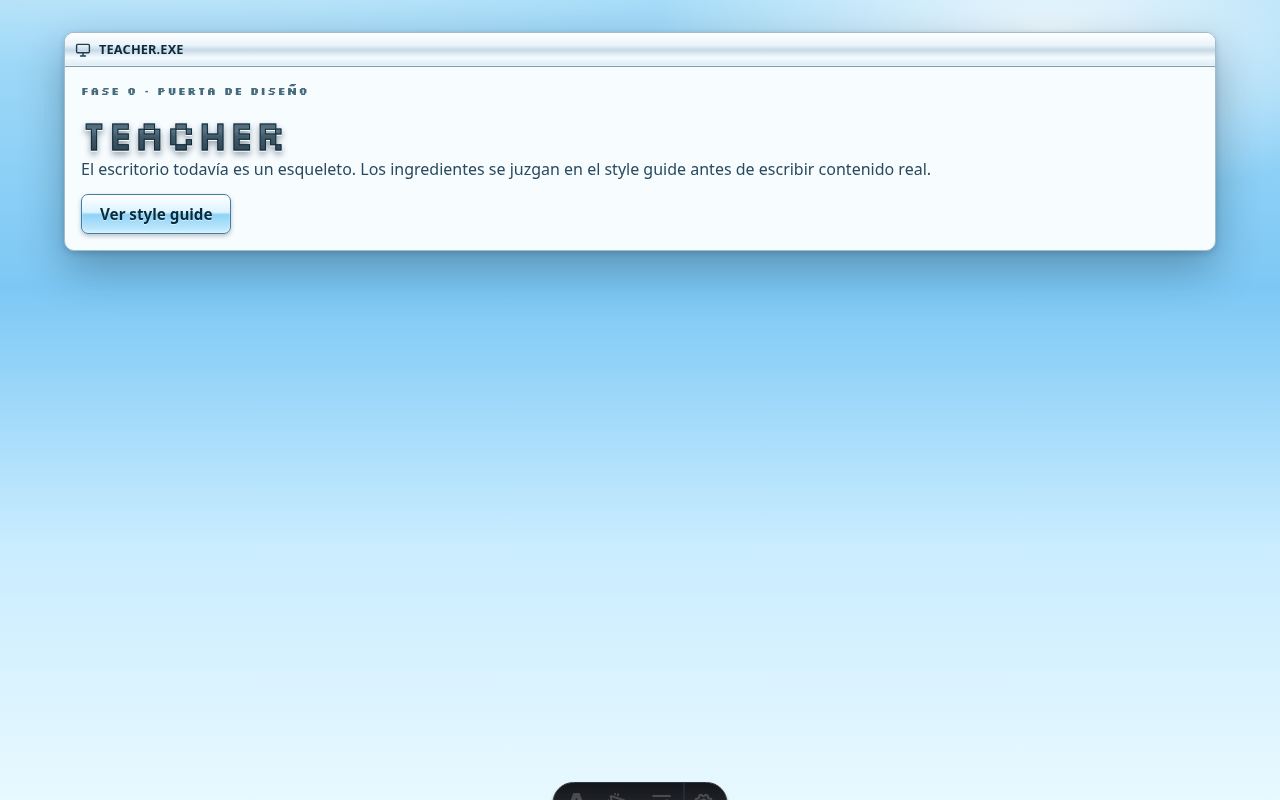 TEACHER.EXE
FASE 0 · PUERTA DE DISEÑO
TEACHER
El escritorio todavía es un esqueleto. Los ingredientes se juzgan en el style guide antes de escribir contenido real.
Ver style guide